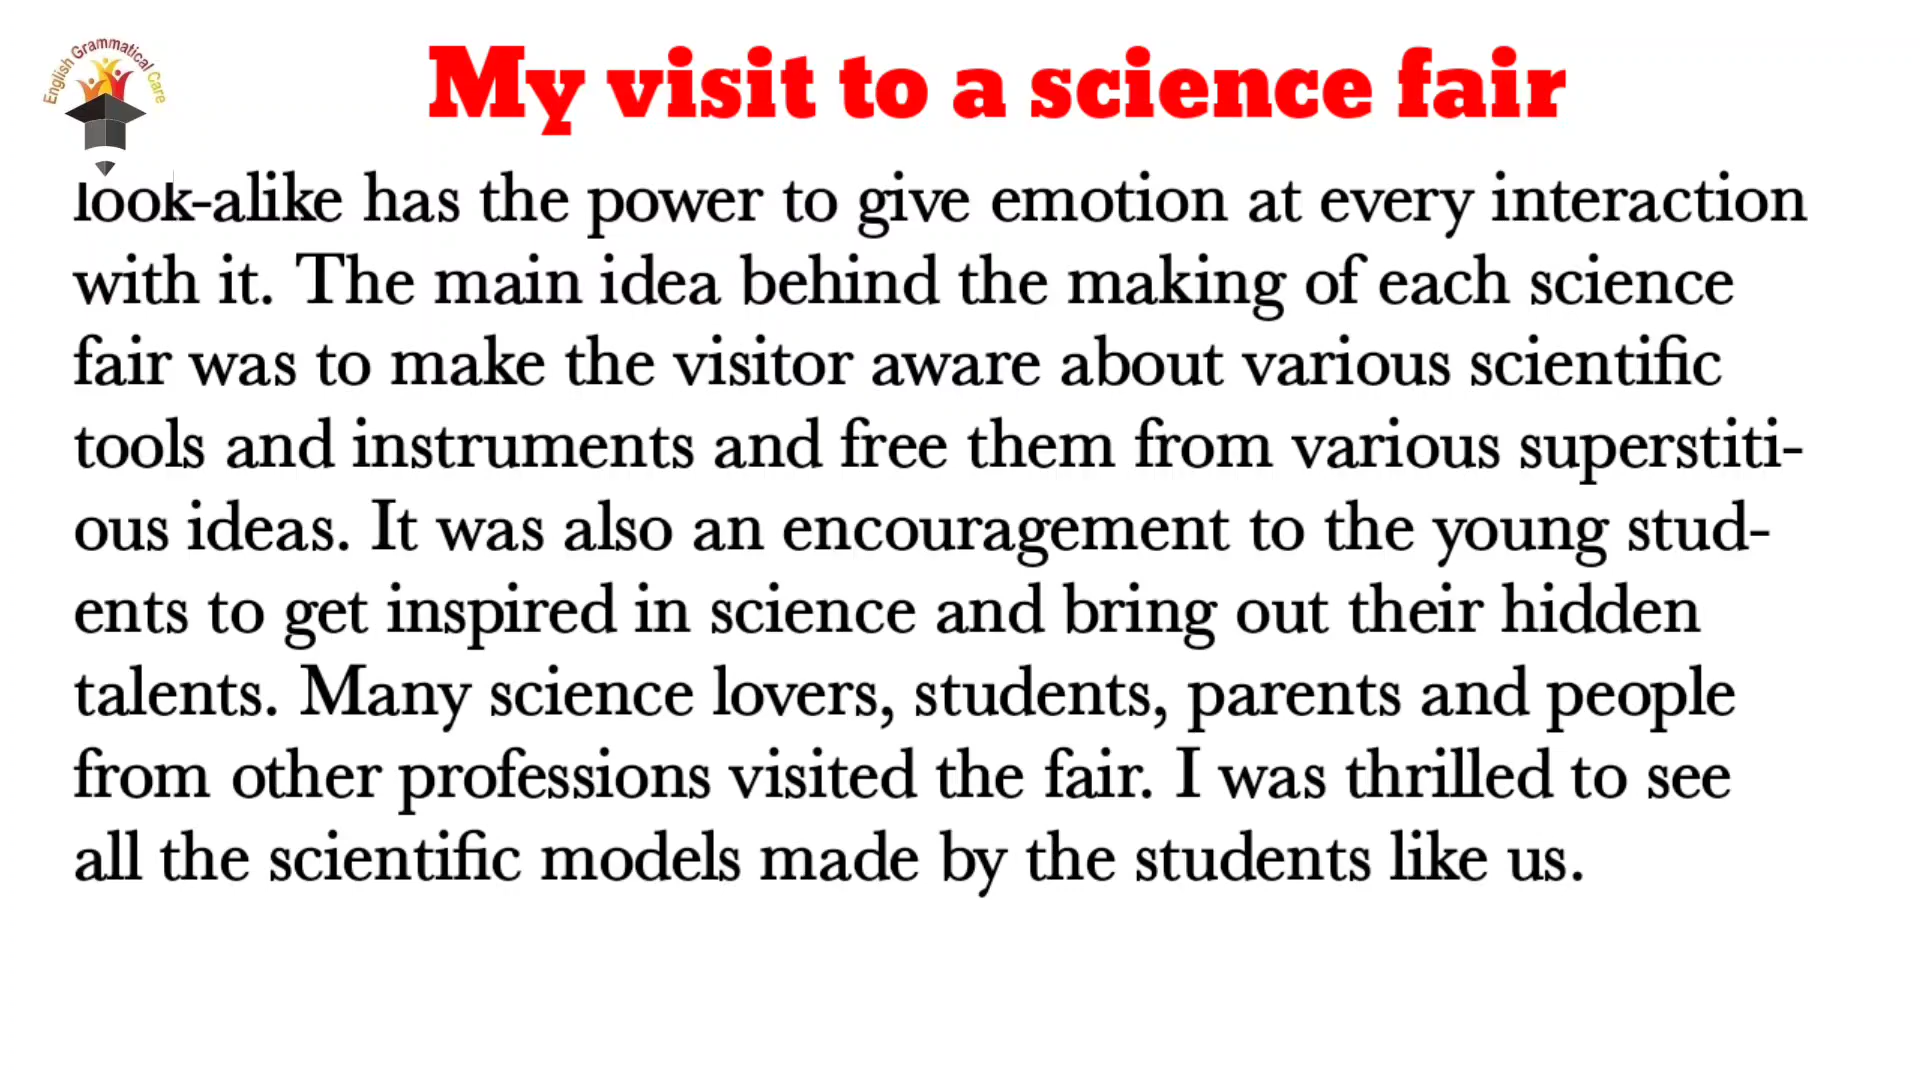 English Grammatical Care
My visit to a science fair
look-alike has the power to give emotion at every interaction
with it. The main idea behind the making of each science
fair was to make the visitor aware about various scientific
tools and instruments and free them from various superstiti-
ous ideas. It was also an encouragement to the young stud-
ents to get inspired in science and bring out their hidden
talents. Many science lovers, students, parents and people
from other professions visited the fair. I was thrilled to see
all the scientific models made by the students like us.